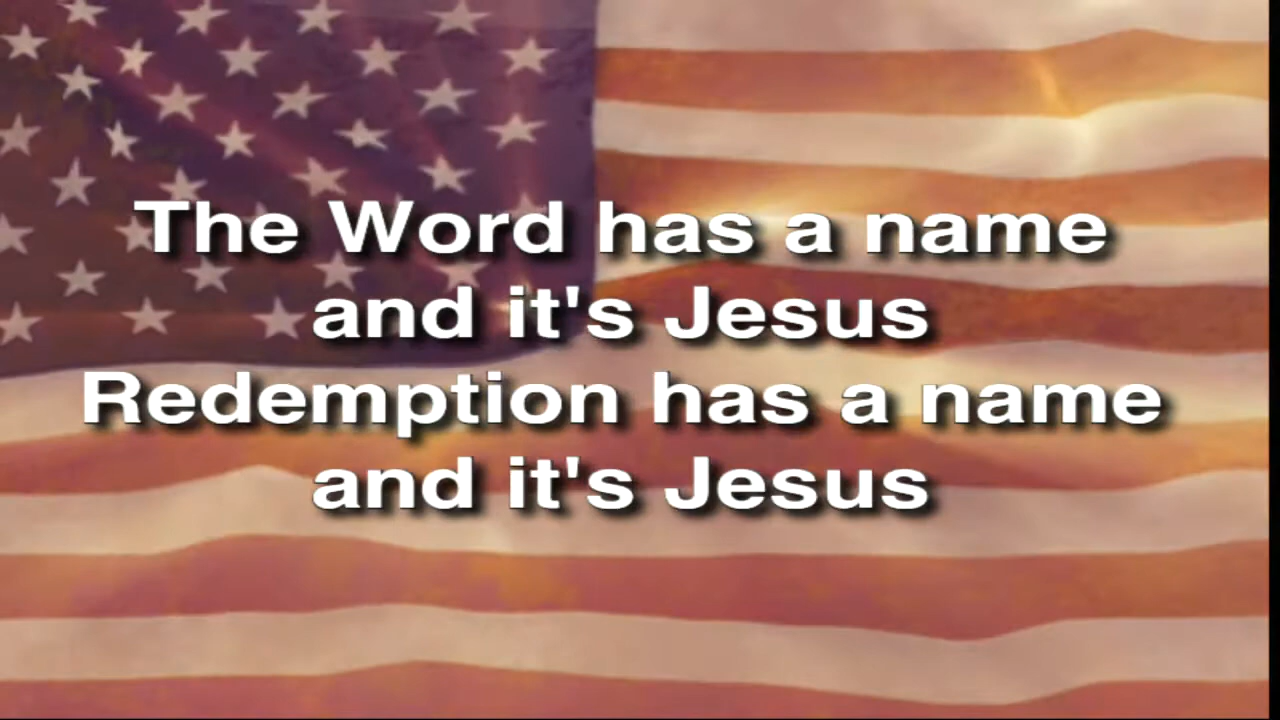 The Word has a name
and it's Jesus
Redemption has a name
and it's Jesus